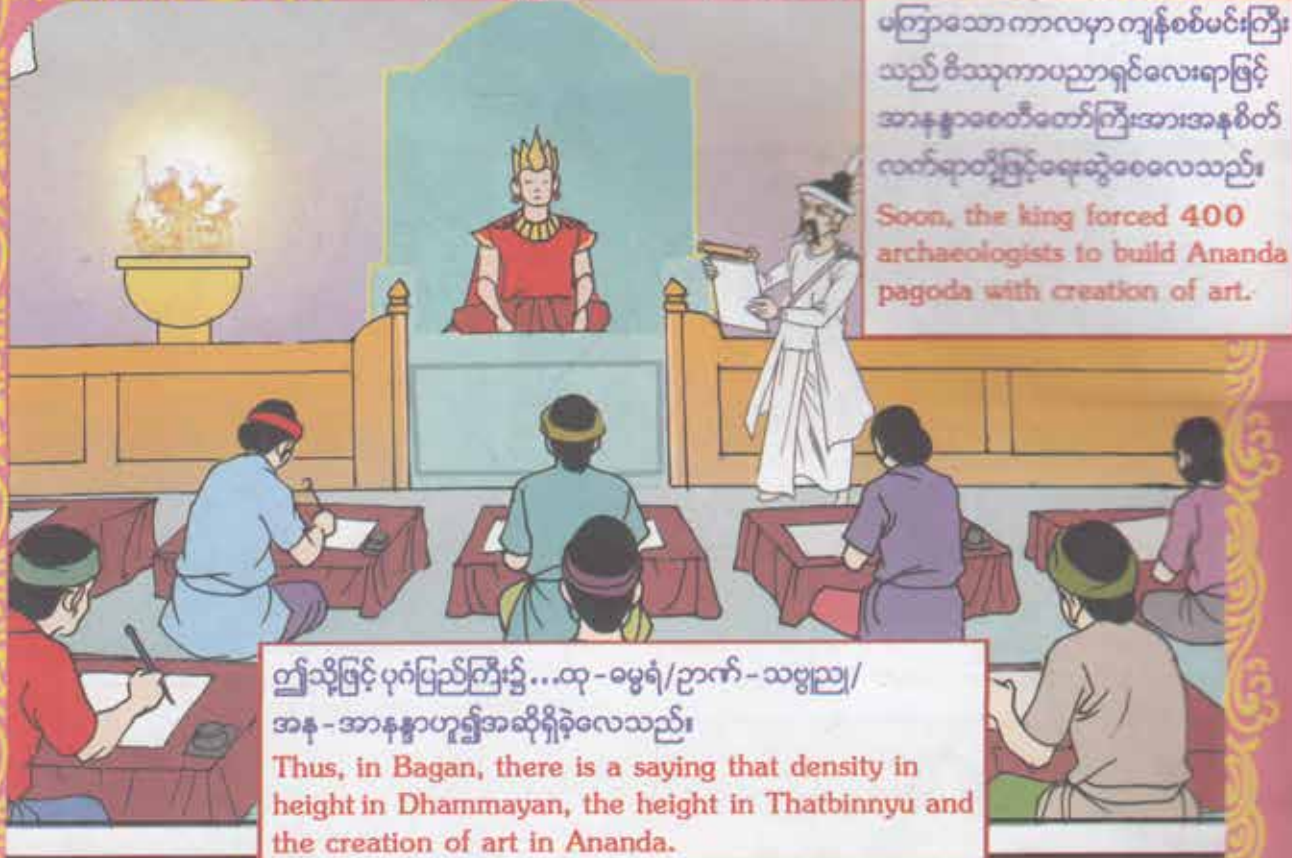 မကြာသောကာလမှာ ကျန်စစ်မင်းကြီး
သည် ဝိဿုကာပညာရှင်လေးရာဖြင့်
အာနန္ဒာစေတီတော်ကြီးအားအနုစိတ်
လက်ရာတို့ဖြင့်ရေးဆွဲစေလေသည်။
Soon, the king forced 400
archaeologists to build Ananda
pagoda with creation of art.
ဤသို့ဖြင့် ပုဂံပြည်ကြီး၌...ထု-ဓမ္မရံ/ဉာဏ်-သဗ္ဗညု/
အနု-အာနန္ဒာဟူ၍အဆိုရှိခဲ့လေသည်။
Thus, in Bagan, there is a saying that density in
height in Dhammayan, the height in Thatbinnyu and
the creation of art in Ananda.